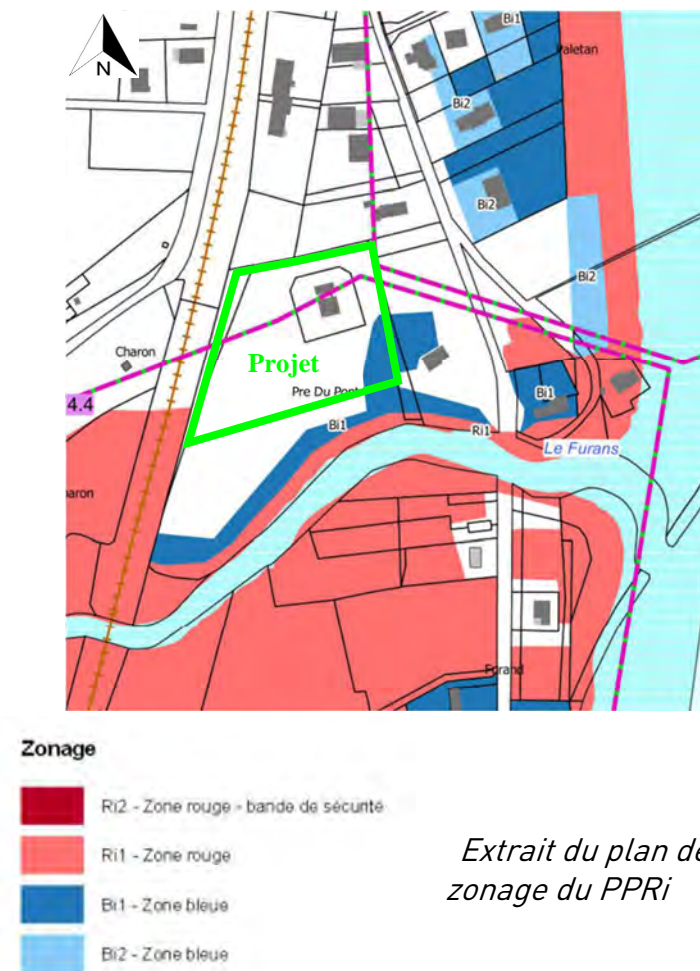 N
Bi1
Valetan
Bi2
Bi2
Bi2
Charon
Projet
4.4
Pre Du Pont
Bi1
Bi1
Ri1
Le Furans
aron
Furand
Zonage
Ri2 - Zone rouge - bande de sécurité
Ri1 - Zone rouge
Bi1 - Zone bleue
Bi2 - Zone bleue
Extrait du plan de
zonage du PPRi